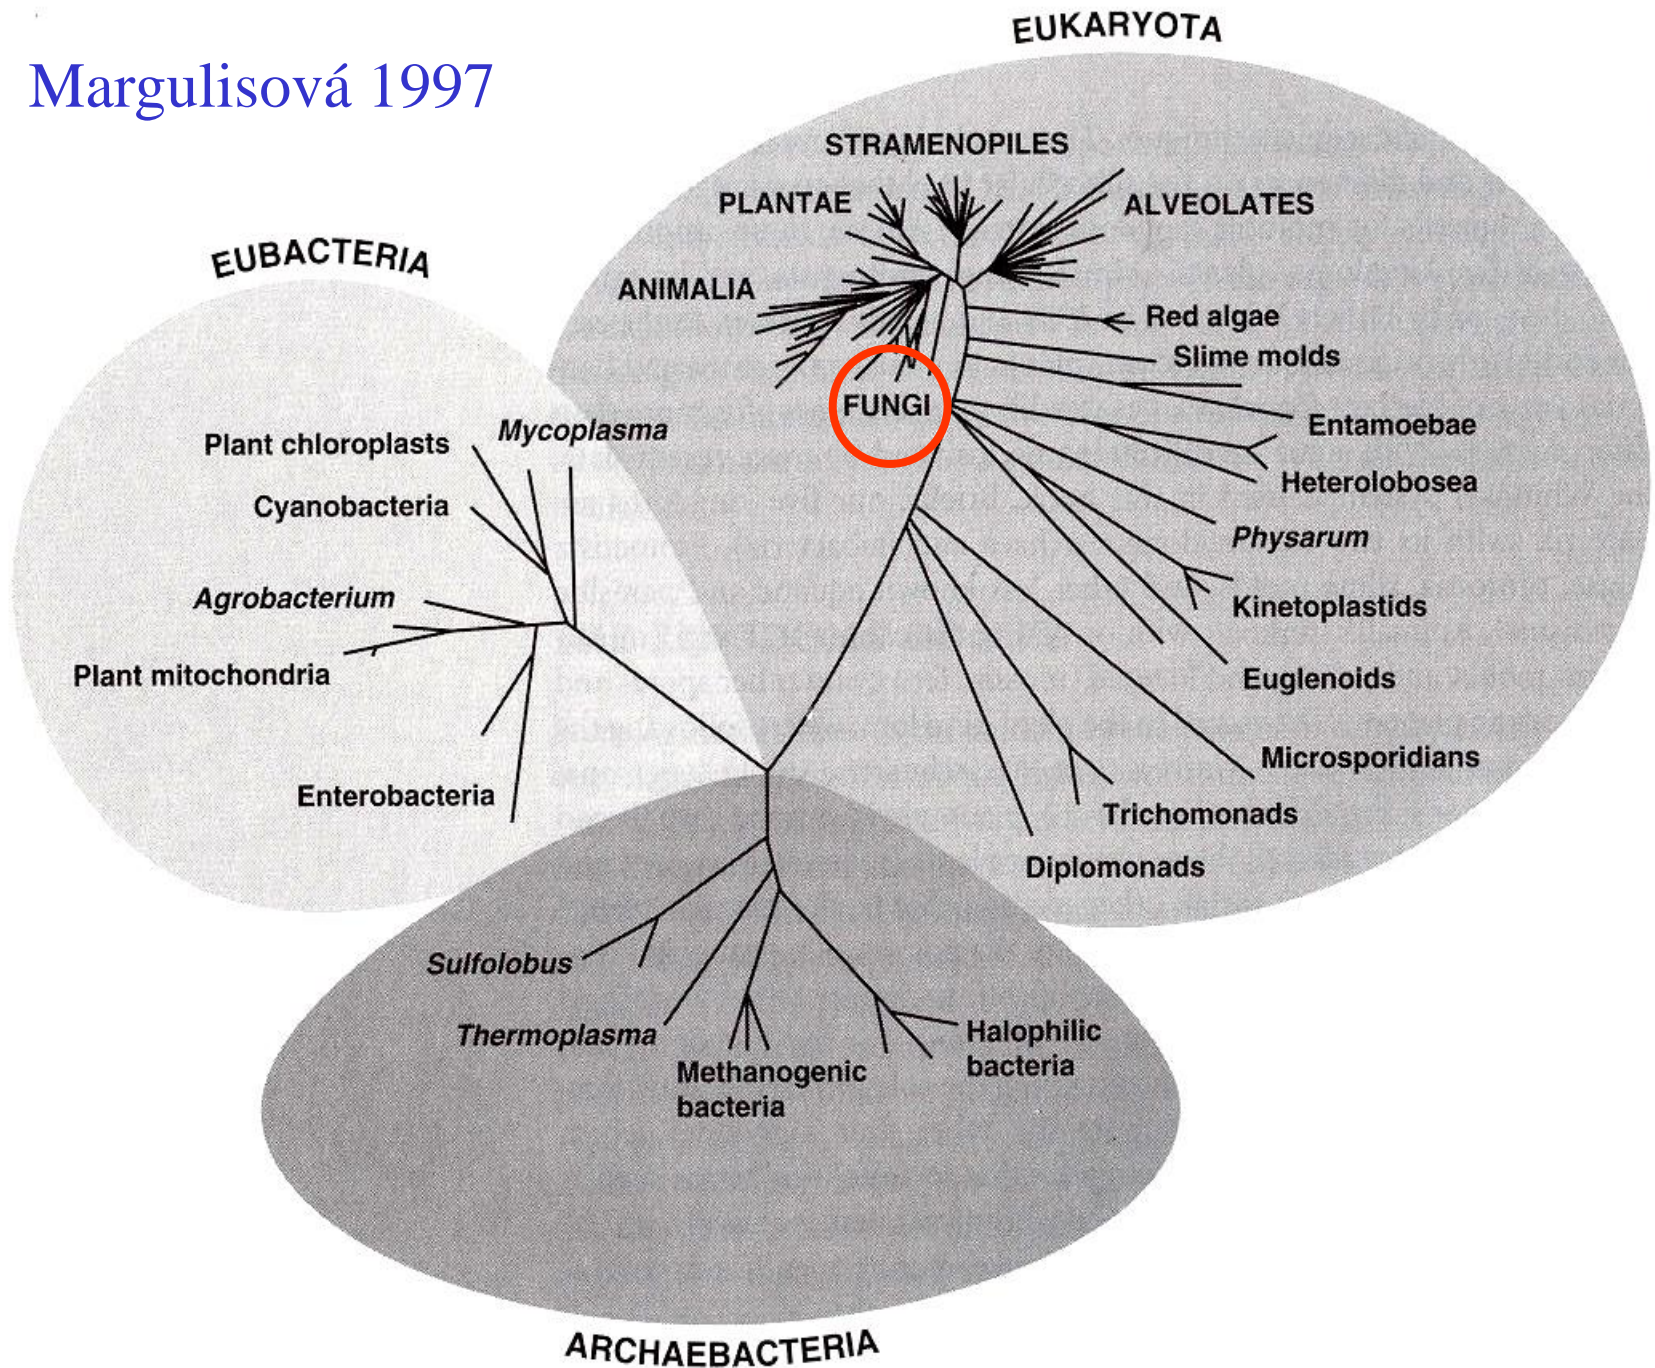 EUKARYOTA
Margulisová 1997
STRAMENOPILES
PLANTAE
ALVEOLATES
EUBACTERIA
ANIMALIA
Red algae
Slime molds
FUNGI
Entamoebae
Mycoplasma
Plant chloroplasts
Heterolobosea
Cyanobacteria
Physarum
Agrobacterium
Kinetoplastids
Plant mitochondria
Euglenoids
Microsporidians
Enterobacteria
Trichomonads
Diplomonads
Sulfolobus
Thermoplasma
Halophilic
bacteria
Methanogenic
bacteria
ARCHAEBACTERIA